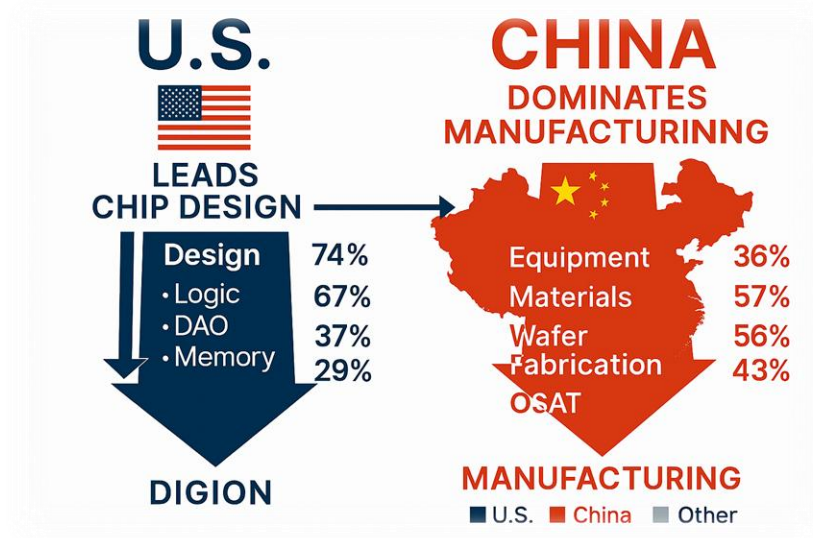 U.S.
LEADS
CHIP DESIGN
Design 74%
• Logic 67%
• DAO 37%
• Memory 29%
DIGION
CHINA
DOMINATES
MANUFACTURINNG
Equipment 36%
Materials 57%
Wafer 56%
Fabrication 43%
OSAT
MANUFACTURING
U.S. China Other